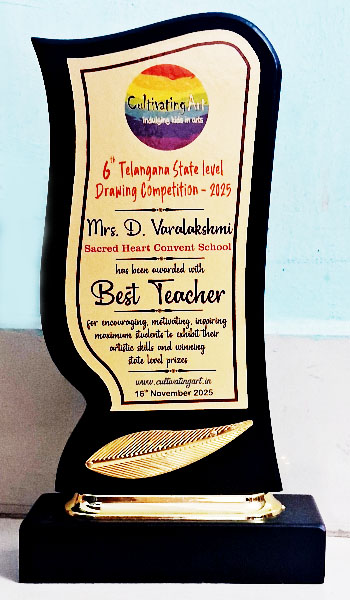 Cultivating Art
indulging kids in arts
6th Telangana State level
Drawing Competition - 2025
Mrs. D. Varalakshmi
Sacred Heart Convent School
has been awarded with
Best Teacher
for encouraging, motivating, inspiring
maximum students to exhibit their
artistic skills and winning
state level prizes
www.cultivatingart.in
16th November 2025